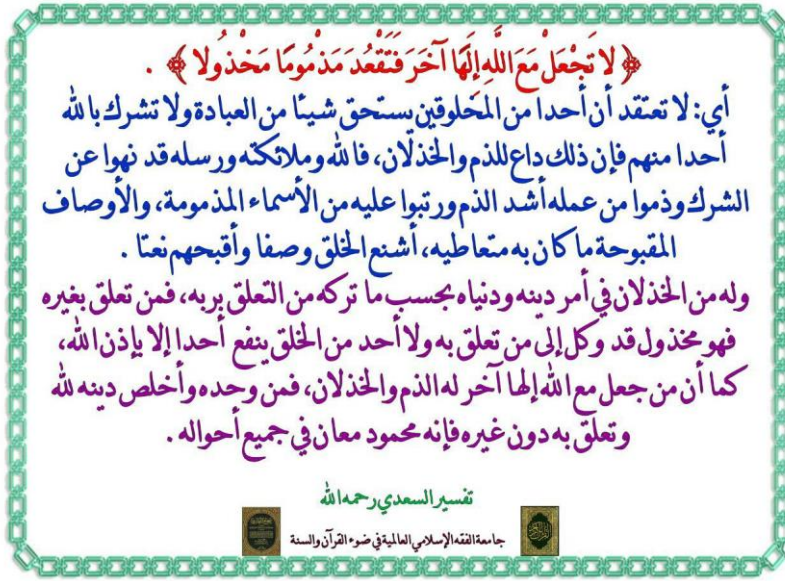 ﴿ لا تَجْعَلْ مَعَ اللَّهِ إِلَهًا آخَرَ فَتَقْعُدَ مَذْمُومًا مَخْذُولا ﴾ .
أي: لا تعتقد أن أحدا من المخلوقين يستحق شيئا من العبادة ولا تشرك بالله
أحدا منهم فإن ذلك داع للذم والخذلان، فالله وملائكته ورسله قد نهوا عن
الشرك وذموا من عمله أشد الذم ورتبوا عليه من الأسماء المذمومة، والأوصاف
المقبوحة ما كان به متعاطيه، أشنع الخلق وصفا وأقبحهم نعتا .
وله من الخذلان في أمر دينه ودنياه بحسب ما تركه من التعلق بربه، فمن تعلق بغيره
فهو مخذول قد وكل إلى من تعلق به ولا أحد من الخلق ينفع أحدا إلا بإذن الله،
كما أن من جعل مع الله إلها آخر له الذم والخذلان، فمن وحده وأخلص دينه لله
وتعلق به دون غيره فإنه محمود معان في جميع أحواله .
تفسير السعدي رحمه الله
جامعة الفقه الإسلامي العالمية في ضوء القرآن والسنة